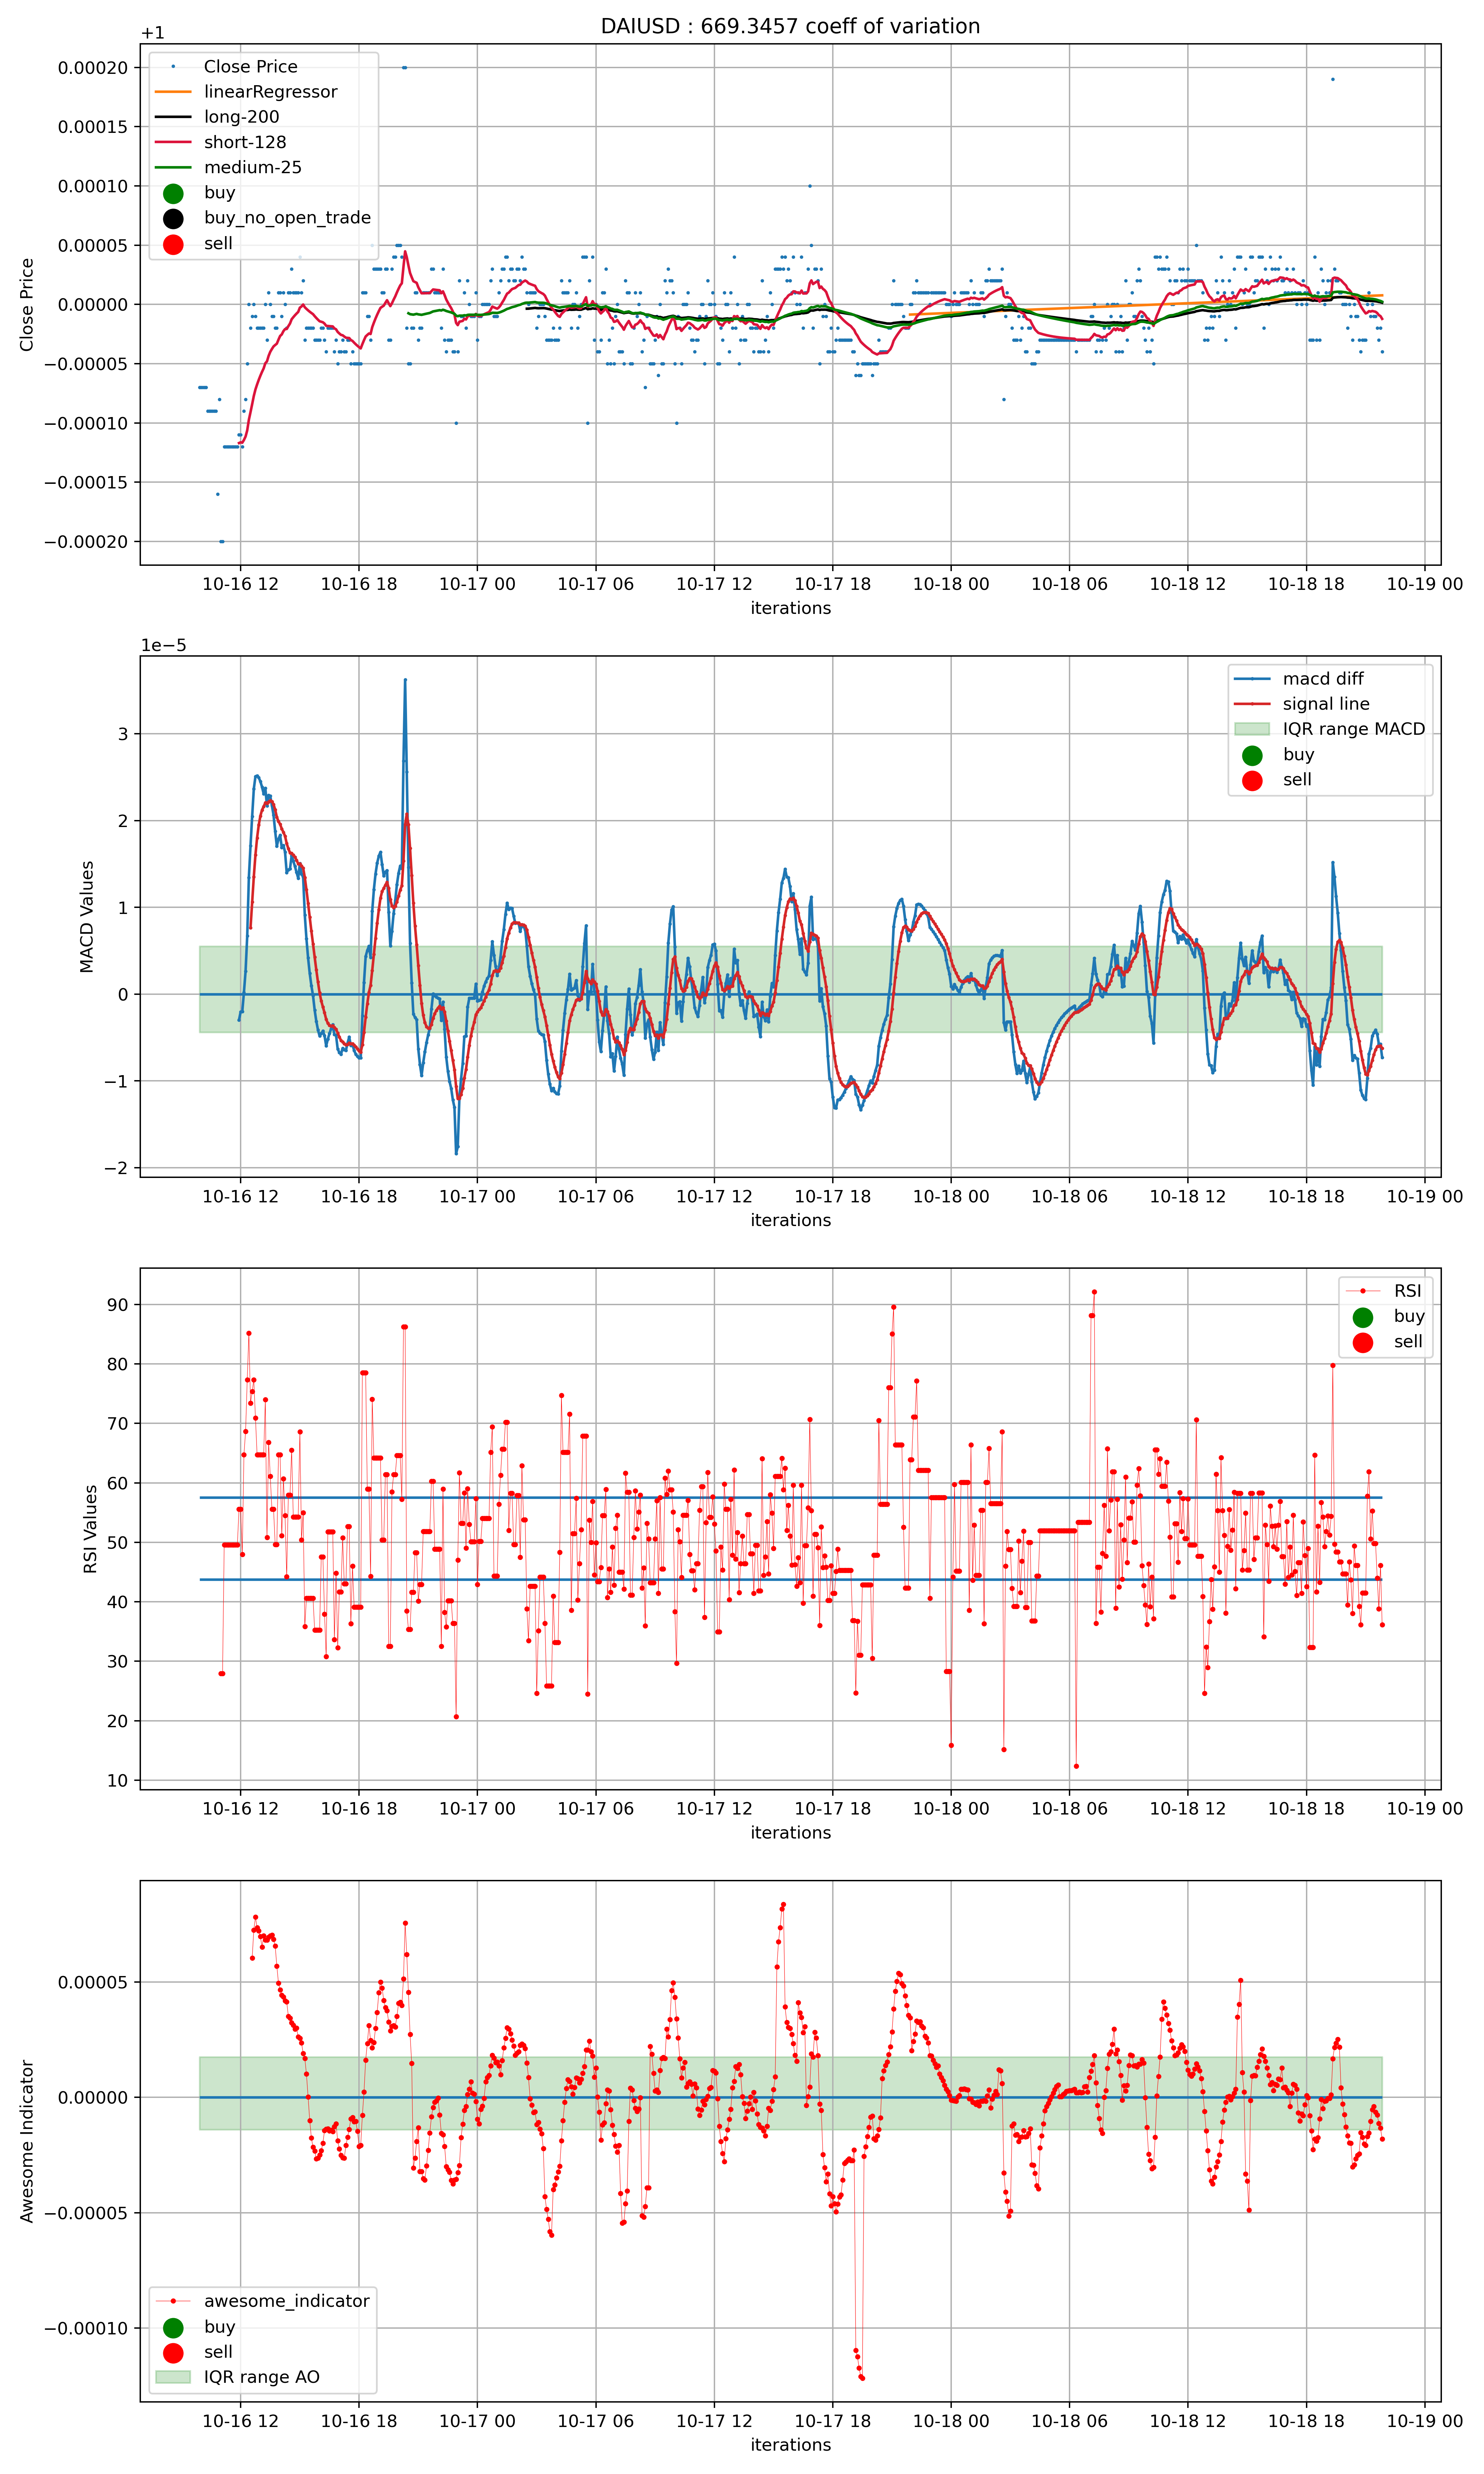 DAIUSD : 669.3457 coeff of variation
+1
0.00020
0.00015
0.00010
0.00005
0.00000
−0.00005
−0.00010
−0.00015
−0.00020
Close Price
Close Price
linearRegressor
long-200
short-128
medium-25
buy
buy_no_open_trade
sell
10-16 12 10-16 18 10-17 00 10-17 06 10-17 12 10-17 18 10-18 00 10-18 06 10-18 12 10-18 18 10-19 00
iterations
1e−5
3
2
1
0
−1
−2
MACD Values
macd diff
signal line
IQR range MACD
buy
sell
10-16 12 10-16 18 10-17 00 10-17 06 10-17 12 10-17 18 10-18 00 10-18 06 10-18 12 10-18 18 10-19 00
iterations
90
80
70
60
50
40
30
20
10
RSI Values
RSI
buy
sell
10-16 12 10-16 18 10-17 00 10-17 06 10-17 12 10-17 18 10-18 00 10-18 06 10-18 12 10-18 18 10-19 00
iterations
0.00005
0.00000
−0.00005
−0.00010
Awesome Indicator
awesome_indicator
buy
sell
IQR range AO
10-16 12 10-16 18 10-17 00 10-17 06 10-17 12 10-17 18 10-18 00 10-18 06 10-18 12 10-18 18 10-19 00
iterations